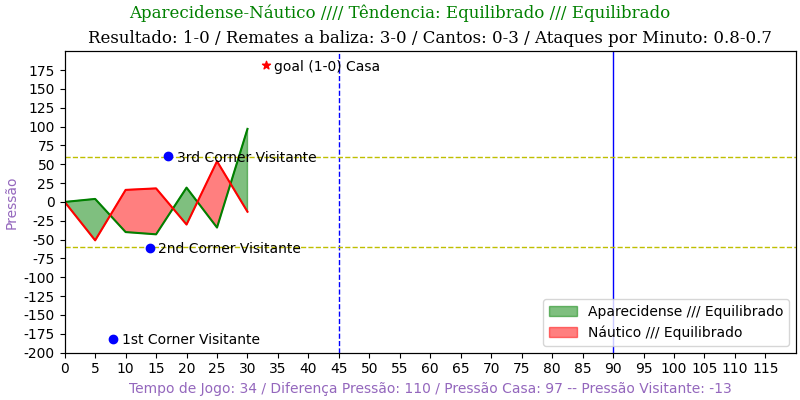 Aparecidense-Náutico //// Têndencia: Equilibrado /// Equilibrado
Resultado: 1-0 / Remates a baliza: 3-0 / Cantos: 0-3 / Ataques por Minuto: 0.8-0.7
goal (1-0) Casa
3rd Corner Visitante
2nd Corner Visitante
1st Corner Visitante
Pressão
175
150
125
100
75
50
25
0
-25
-50
-75
-100
-125
-150
-175
-200
Aparecidense /// Equilibrado
Náutico /// Equilibrado
0 5 10 15 20 25 30 35 40 45 50 55 60 65 70 75 80 85 90 95 100 105 110 115
Tempo de Jogo: 34 / Diferença Pressão: 110 / Pressão Casa: 97 -- Pressão Visitante: -13